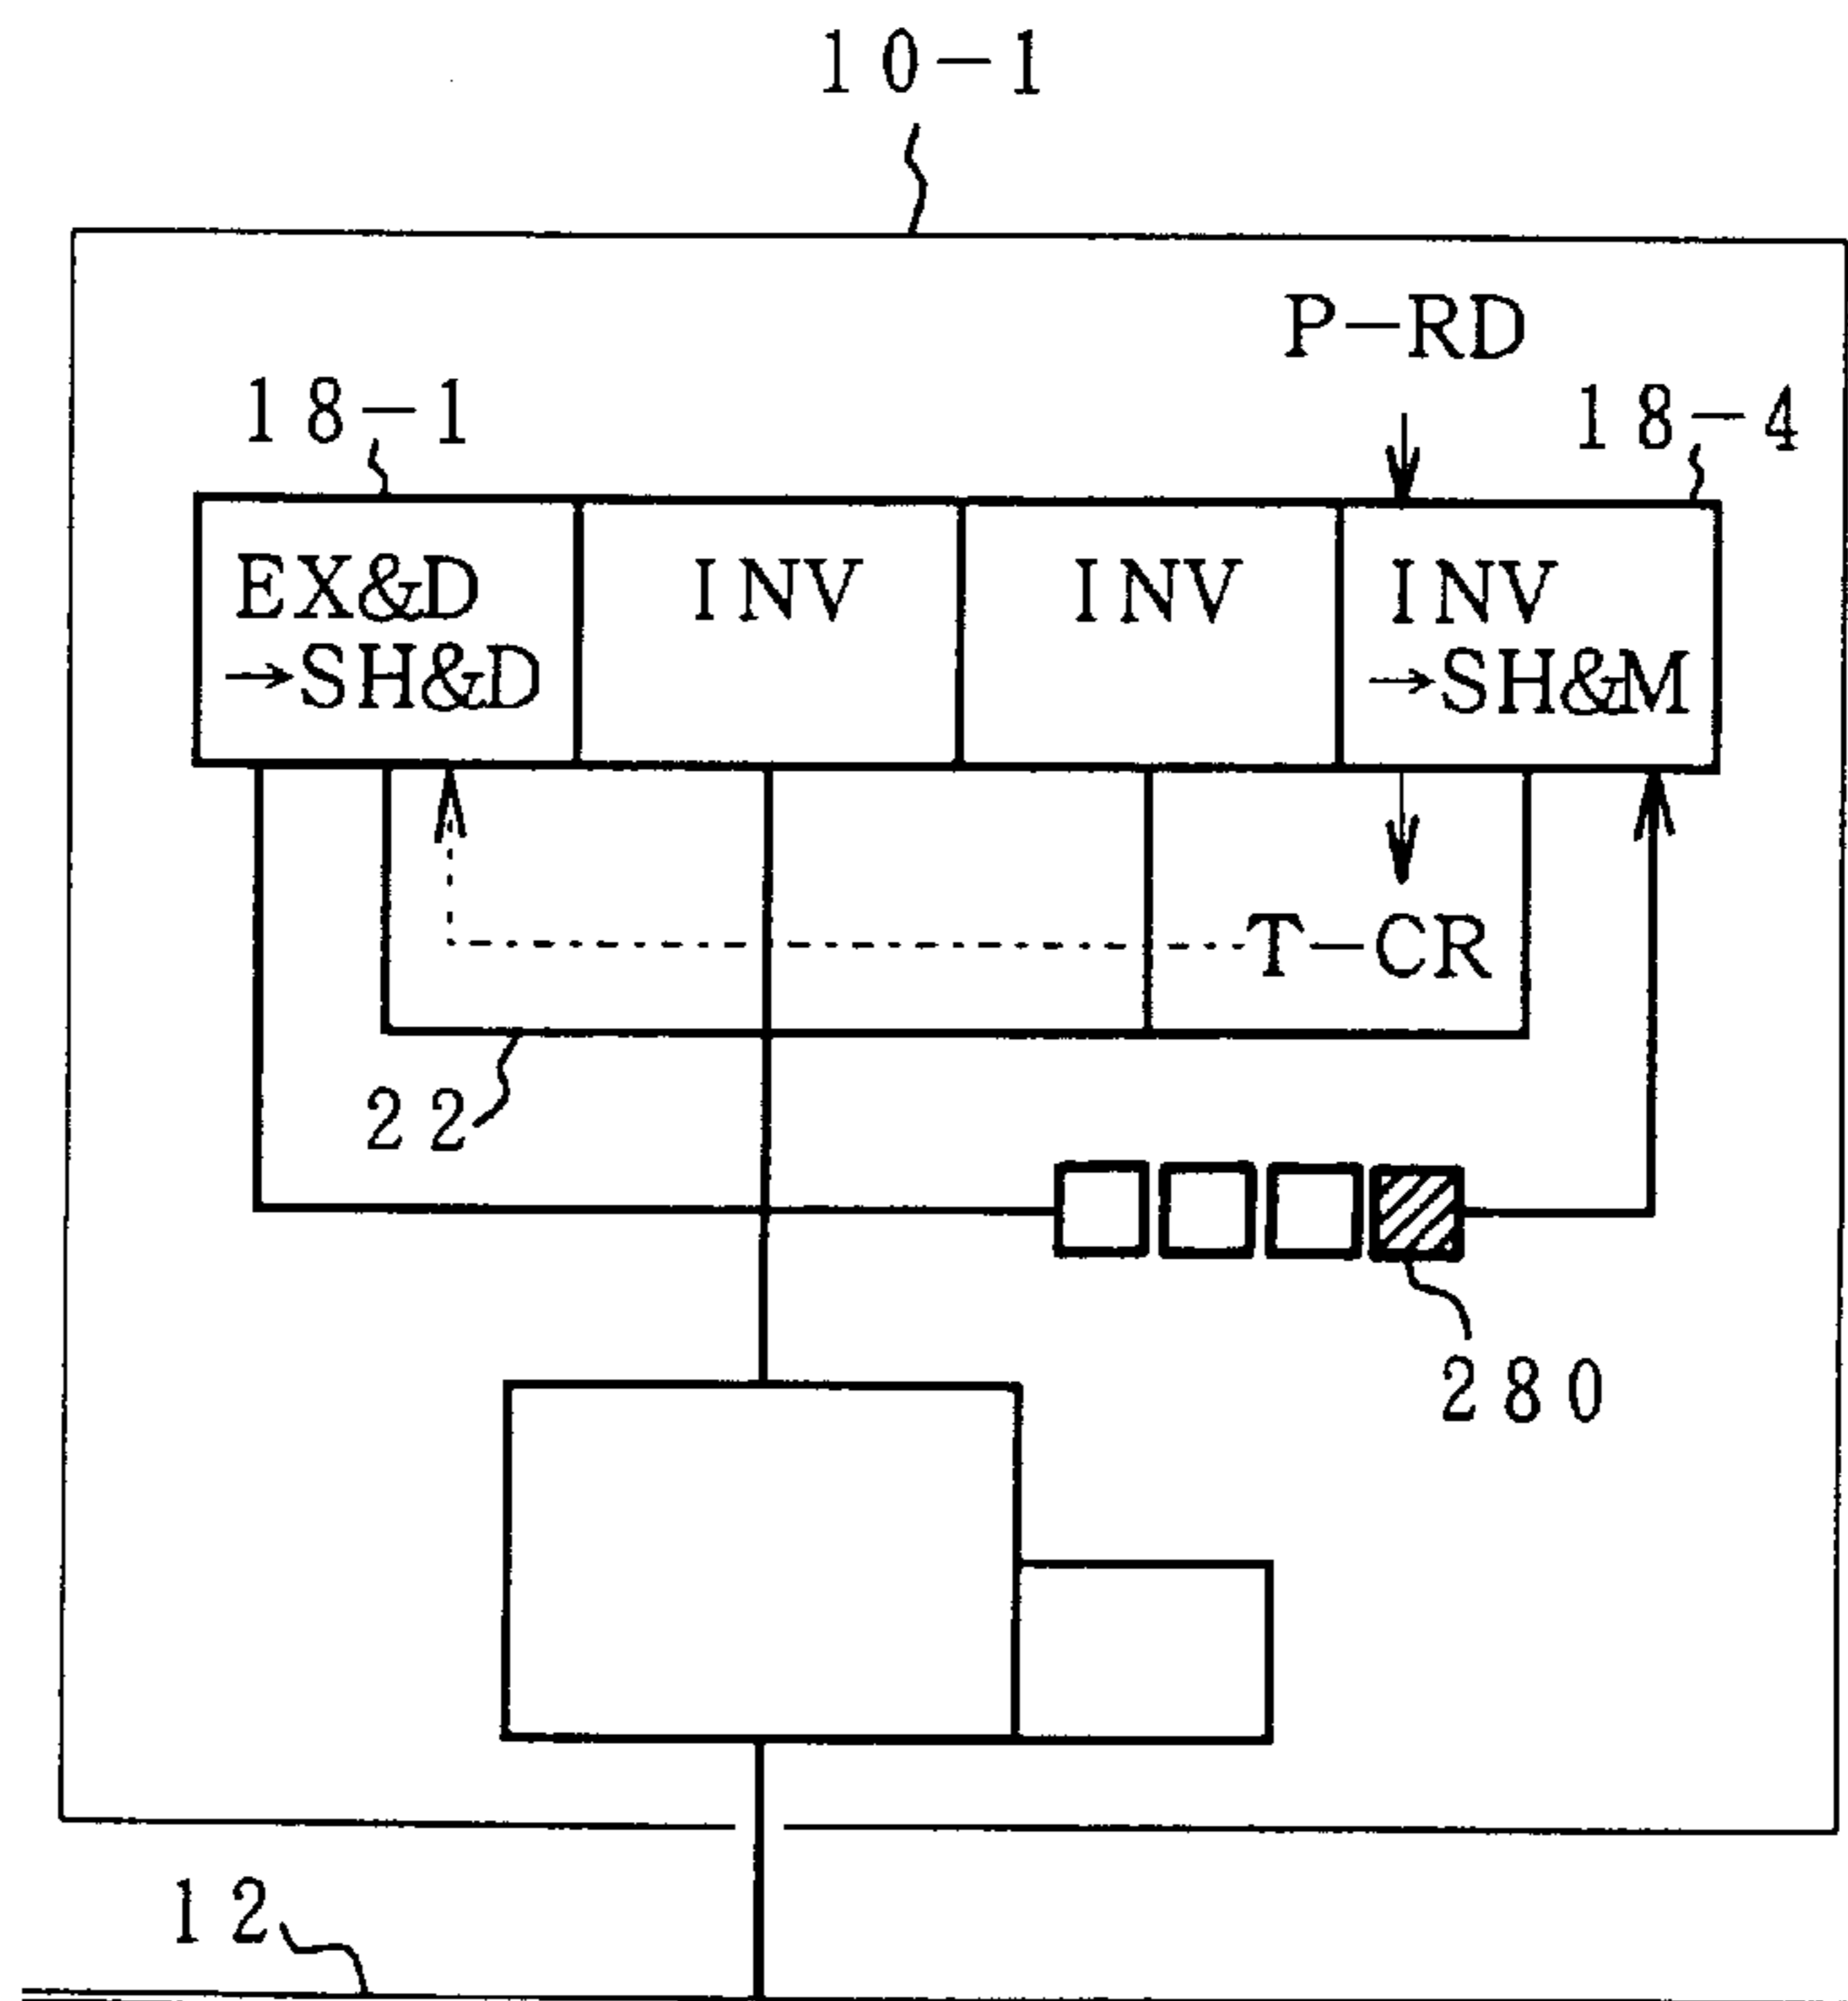 10-1
P-RD
18-1
18-4
EX&D
→SH&D
INV
INV
INV
→SH&M
T-CR
22
280
12